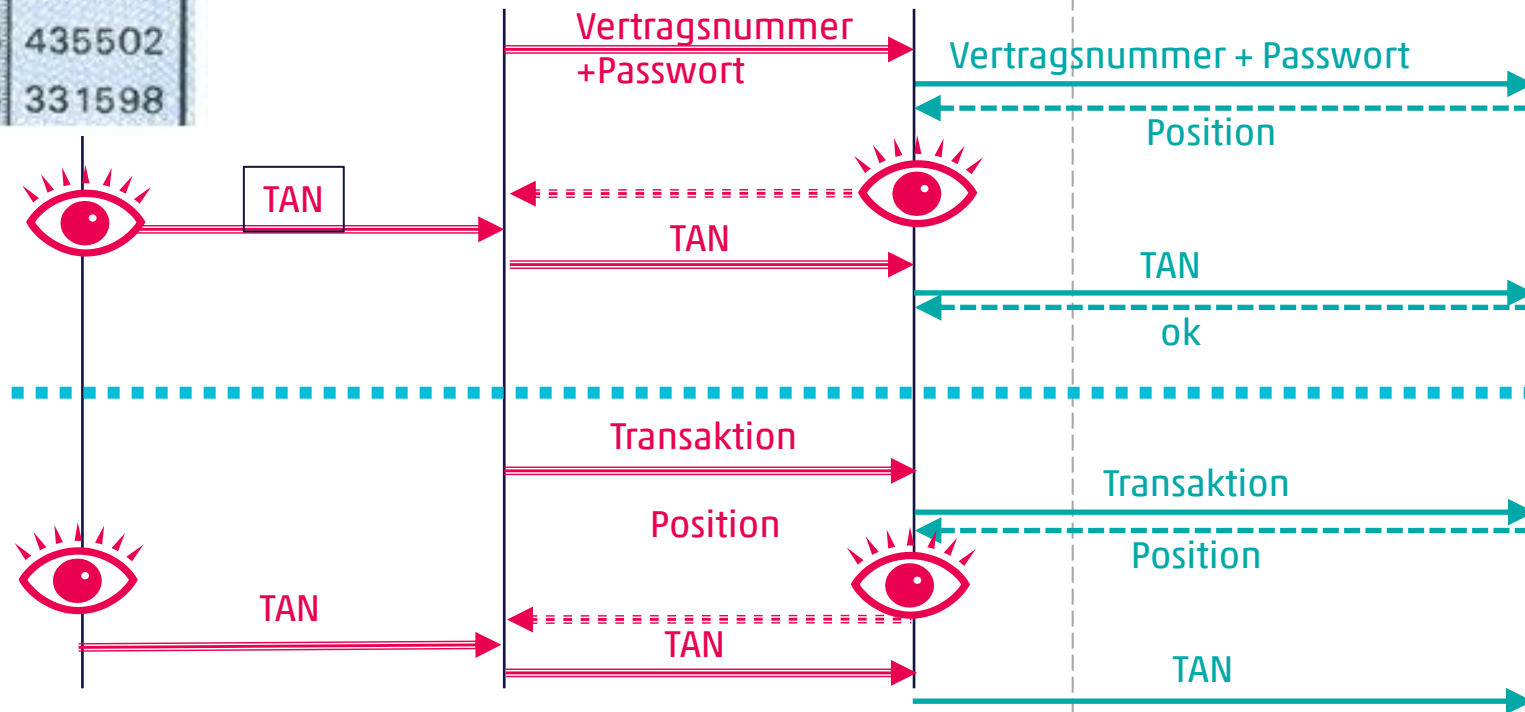 435502
331598
Vertragsnummer
+Passwort
Vertragsnummer + Passwort
Position
TAN
TAN
TAN
ok
Transaktion
Transaktion
Position
Position
TAN
TAN
TAN